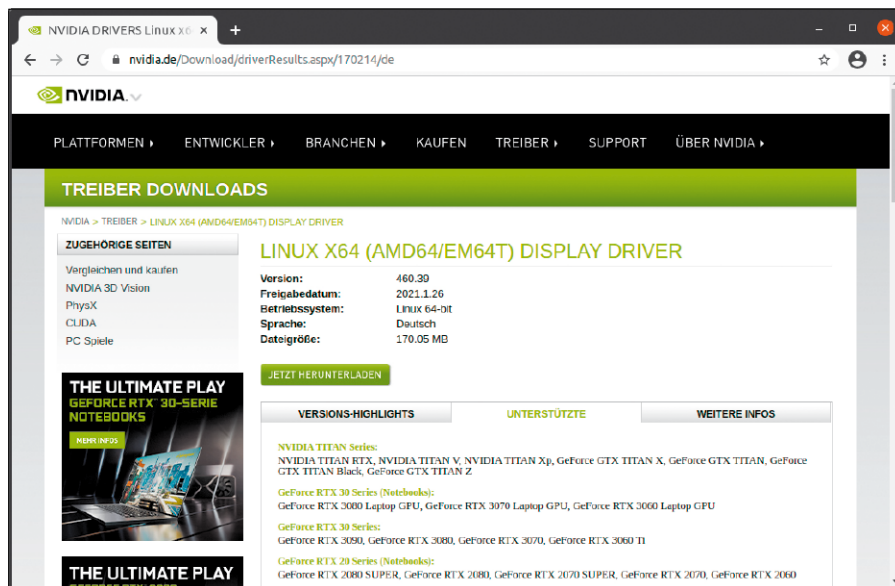 NVIDIA DRIVERS Linux x6
nvidia.de/Download/driverResults.aspx/170214/de
NVIDIA.
PLATTFORMEN ENTWICKLER BRANCHEN KAUFEN TREIBER SUPPORT ÜBER NVIDIA
TREIBER DOWNLOADS
NVIDIA > TREIBER > LINUX X64 (AMD64/EM64T) DISPLAY DRIVER
ZUGEHÖRIGE SEITEN
Vergleichen und kaufen
NVIDIA 3D Vision
PhysX
CUDA
PC Spiele
THE ULTIMATE PLAY
GEFORCE RTX™ 30-SERIE
NOTEBOOKS
MEHR INFOS
THE ULTIMATE PLAY
LINUX X64 (AMD64/EM64T) DISPLAY DRIVER
Version: 460.39
Freigabedatum: 2021.1.26
Betriebssystem: Linux 64-bit
Sprache: Deutsch
Dateigröße: 170.05 MB
JETZT HERUNTERLADEN
VERSIONS-HIGHLIGHTS UNTERSTÜTZTE WEITERE INFOS
NVIDIA TITAN Series:
NVIDIA TITAN RTX, NVIDIA TITAN V, NVIDIA TITAN Xp, GeForce GTX TITAN X, GeForce GTX TITAN, GeForce
GTX TITAN Black, GeForce GTX TITAN Z
GeForce RTX 30 Series (Notebooks):
GeForce RTX 3080 Laptop GPU, GeForce RTX 3070 Laptop GPU, GeForce RTX 3060 Laptop GPU
GeForce RTX 30 Series:
GeForce RTX 3090, GeForce RTX 3080, GeForce RTX 3070, GeForce RTX 3060 Ti
GeForce RTX 20 Series (Notebooks):
GeForce RTX 2080 SUPER, GeForce RTX 2080, GeForce RTX 2070 SUPER, GeForce RTX 2070, GeForce RTX 2060